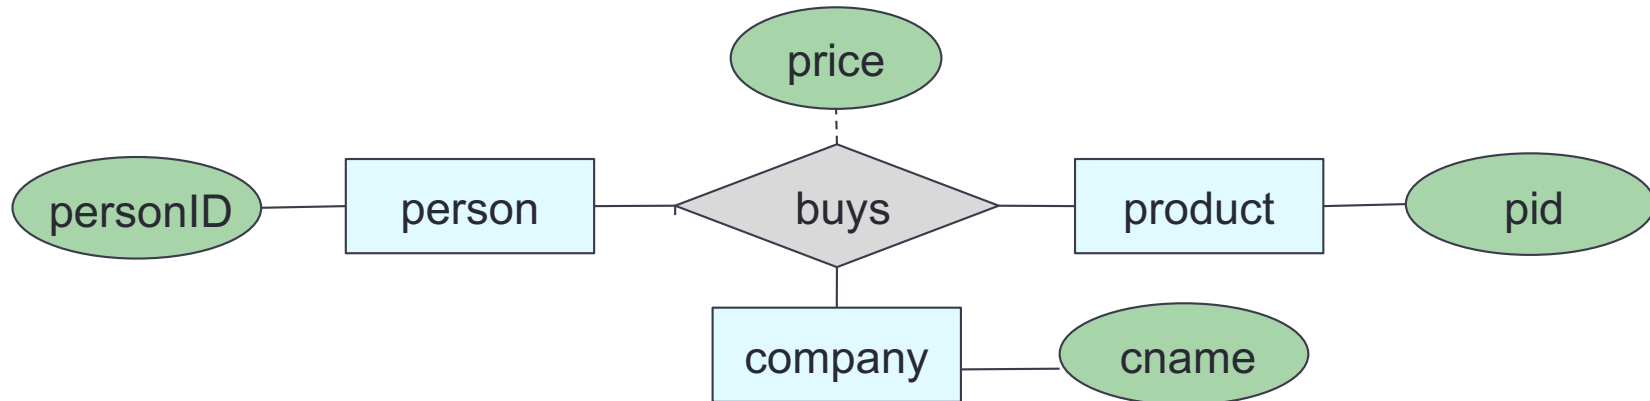 price
personID
person
buys
product
pid
company
cname